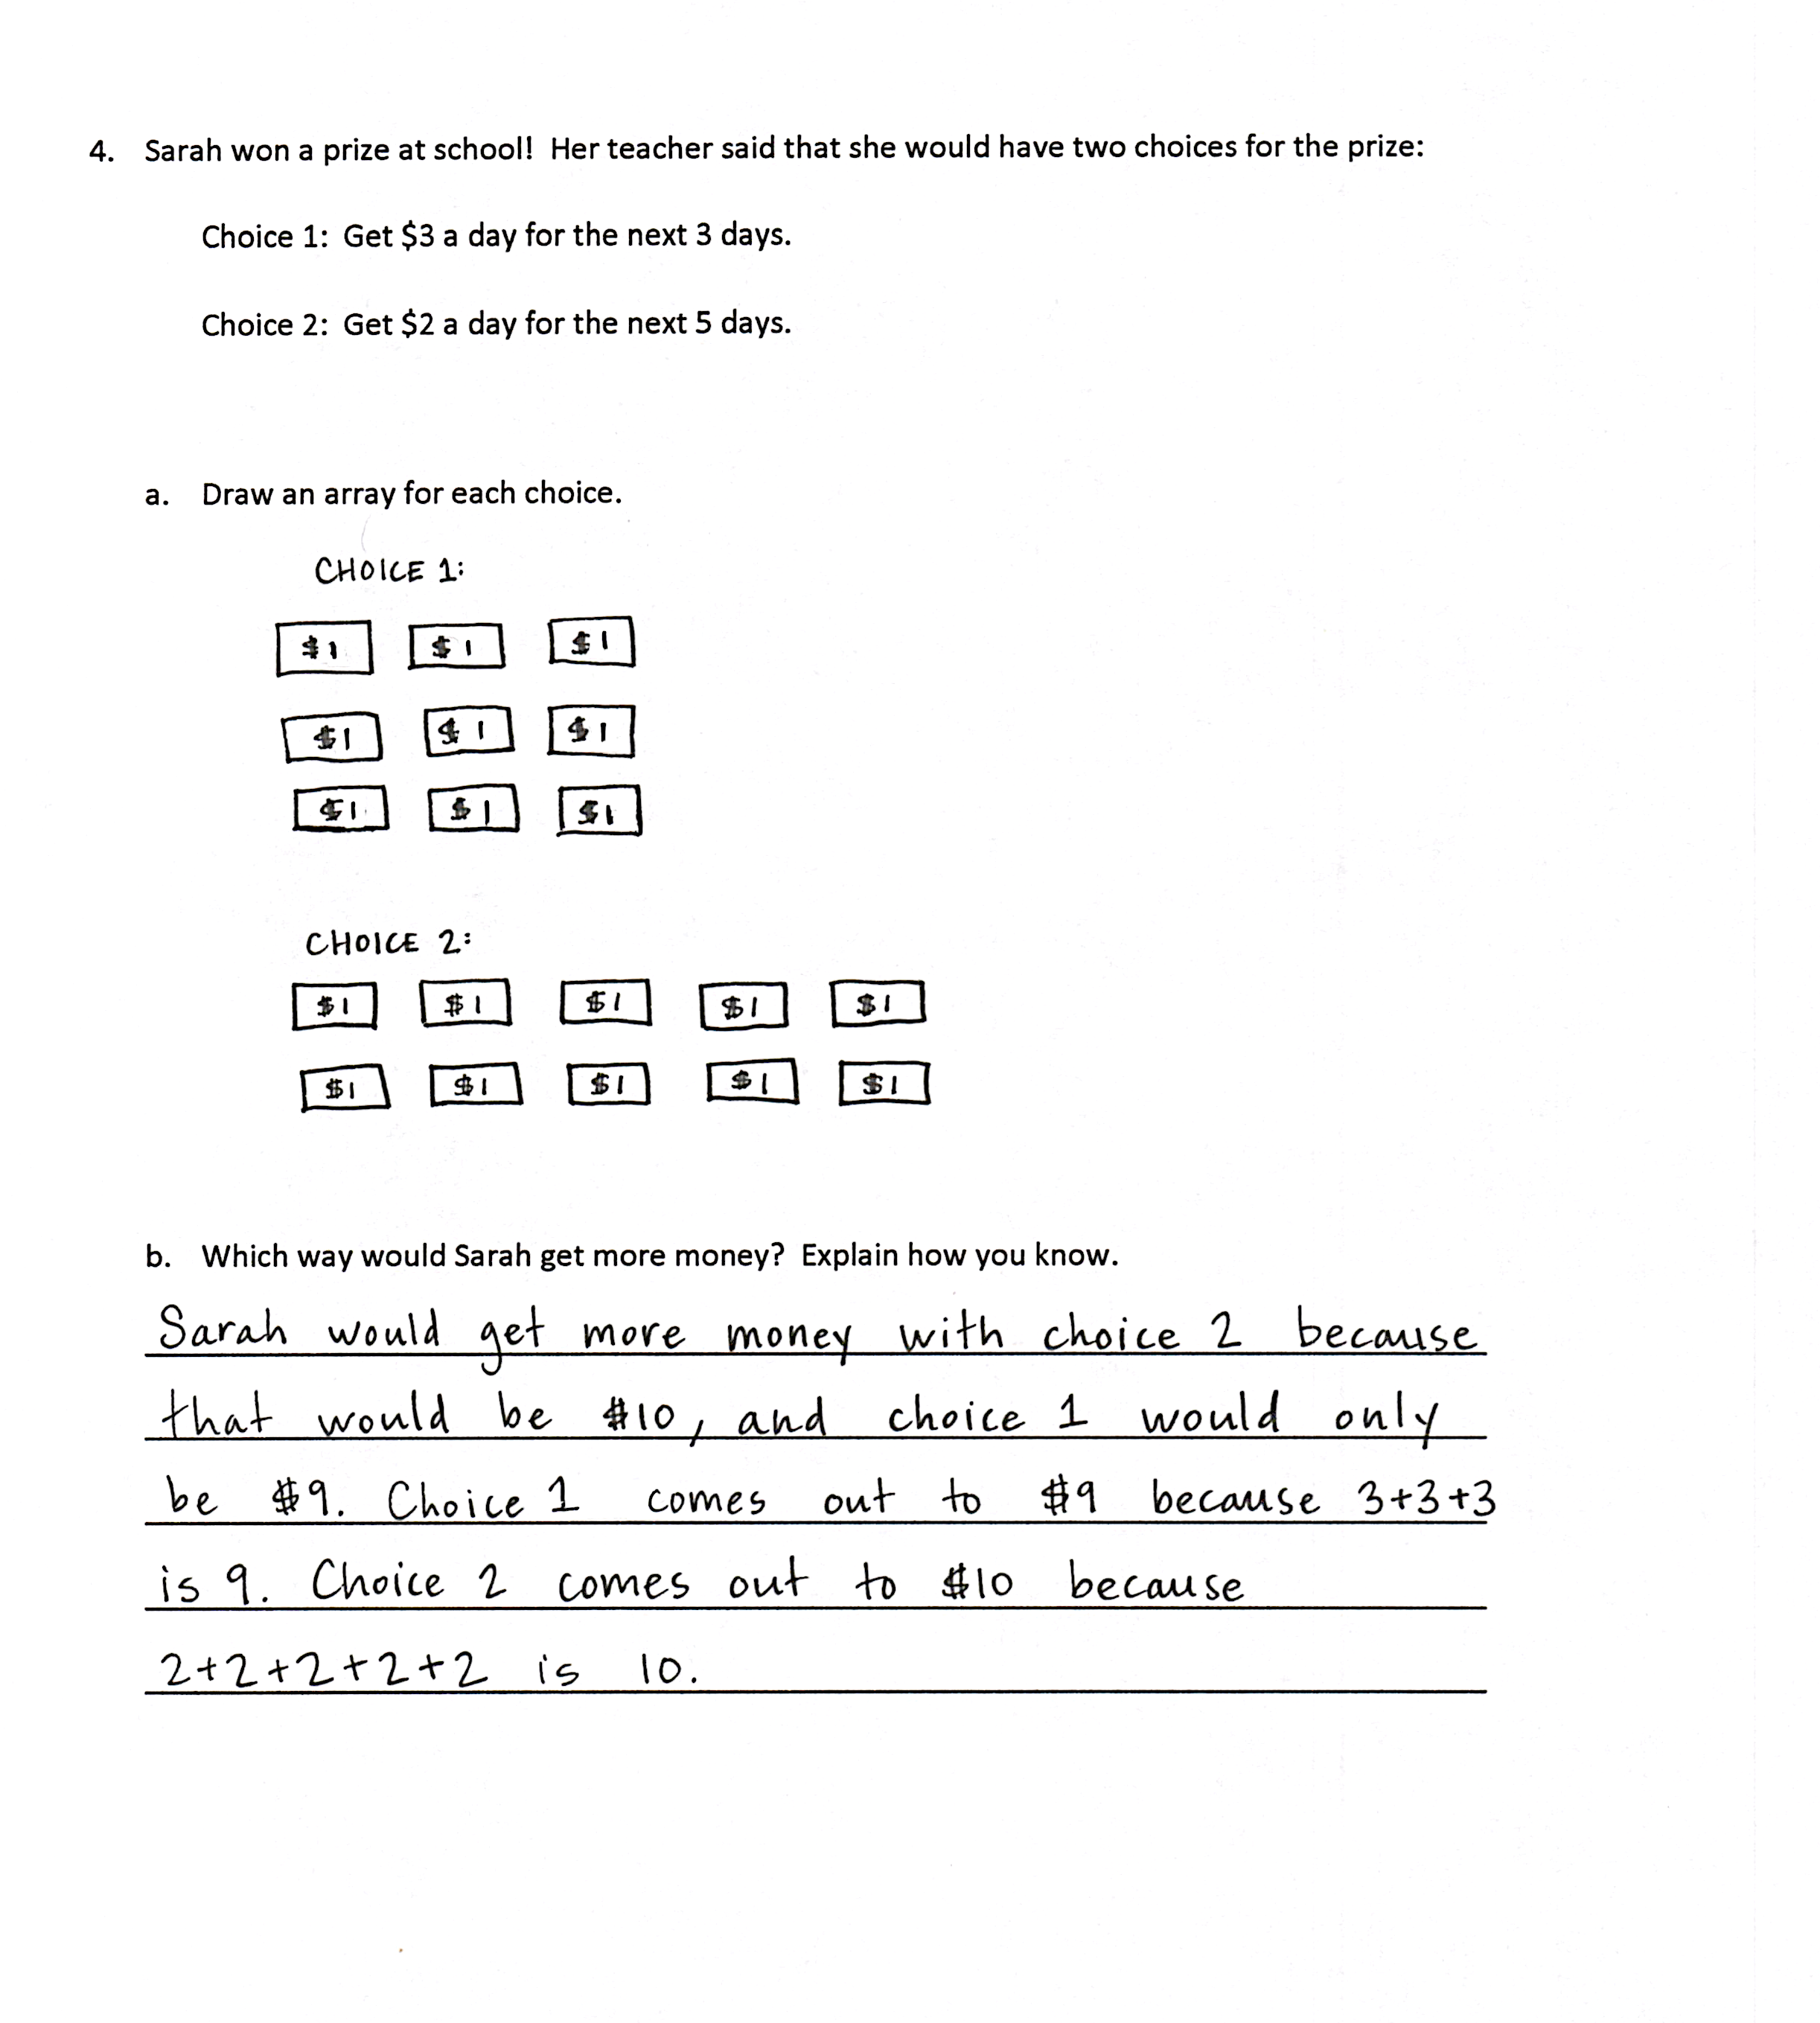 4. Sarah won a prize at school! Her teacher said that she would have two choices for the prize:
Choice 1: Get $3 a day for the next 3 days.
Choice 2: Get $2 a day for the next 5 days.
a. Draw an array for each choice.
CHOICE 1:
$1 $1 $1
$1 $1 $1
$1 $1 $1
CHOICE 2:
$1 $1 $1 $1 $1
$1 $1 $1 $1 $1
b. Which way would Sarah get more money? Explain how you know.
Sarah would get more money with choice 2 because
that would be $10, and choice 1 would only
be $9. Choice 1 comes out to $9 because 3+3+3
is 9. Choice 2 comes out to $10 because
2+2+2+2+2 is 10.